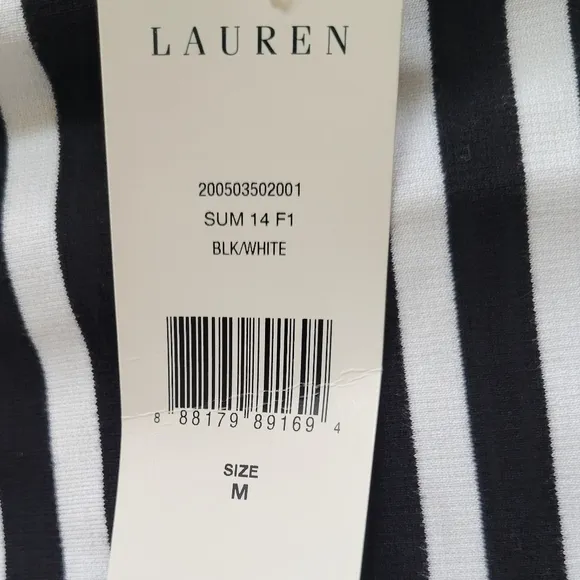 LAUREN
200503502001
SUM 14 F1
BLK/WHITE
8 88179 89169 4
SIZE
M